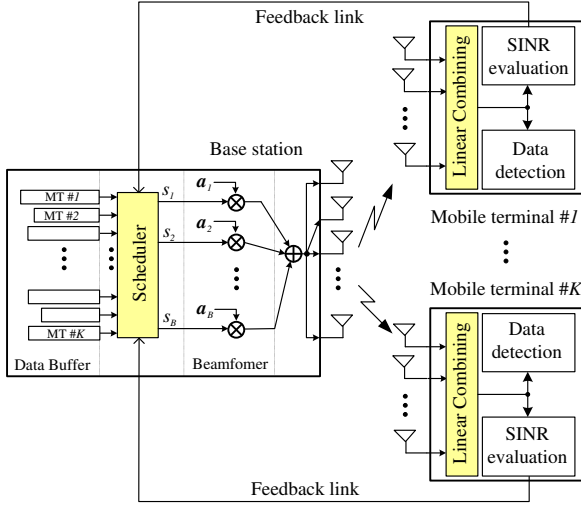 Feedback link
Linear Combining
SINR
evaluation
Data
detection
Mobile terminal #1
Base station
MT #1
MT #2
MT #K
Data Buffer
Scheduler
s1
s2
sB
a1
a2
aB
Beamfomer
Mobile terminal #K
Linear Combining
Data
detection
SINR
evaluation
Feedback link